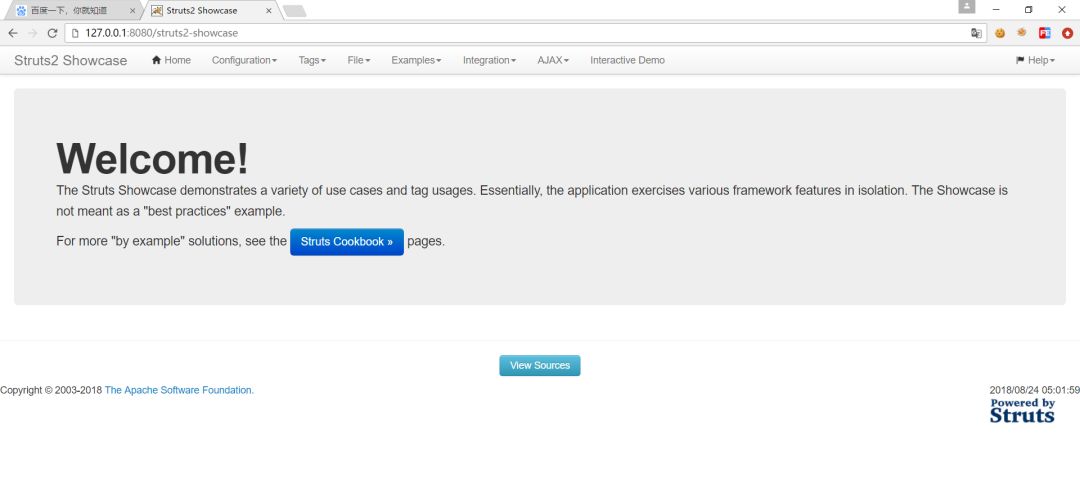 百度一下，你就知道
Struts2 Showcase
127.0.0.1:8080/struts2-showcase
Struts2 Showcase Home Configuration Tags File Examples Integration AJAX Interactive Demo Help
Welcome!
The Struts Showcase demonstrates a variety of use cases and tag usages. Essentially, the application exercises various framework features in isolation. The Showcase is
not meant as a "best practices" example.
For more "by example" solutions, see the Struts Cookbook » pages.
View Sources
Copyright © 2003-2018 The Apache Software Foundation.
2018/08/24 05:01:59
Powered by
Struts